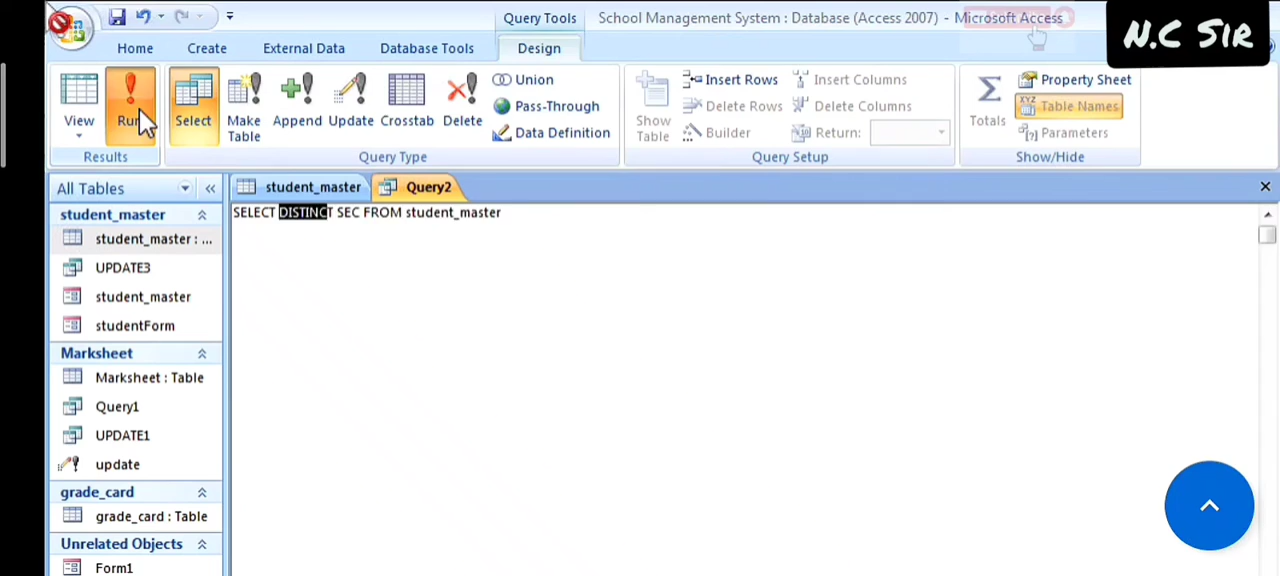 Query Tools
School Management System : Database (Access 2007) - Microsoft Access
N.C SIR
Home
Create
External Data
Database Tools
Design
View
Run
Results
Select
Make
Table
Append
Update
Crosstab
Delete
Union
Pass-Through
Data Definition
Query Type
Show
Table
Insert Rows
Delete Rows
Builder
Insert Columns
Delete Columns
Return:
Query Setup
Totals
Property Sheet
Table Names
Parameters
Show/Hide
All Tables
student_master
Query2
student_master
student_master : ...
UPDATE3
student_master
studentForm
Marksheet
Marksheet : Table
Query1
UPDATE1
update
grade_card
grade_card : Table
Unrelated Objects
Form1
SELECT DISTINCT SEC FROM student_master